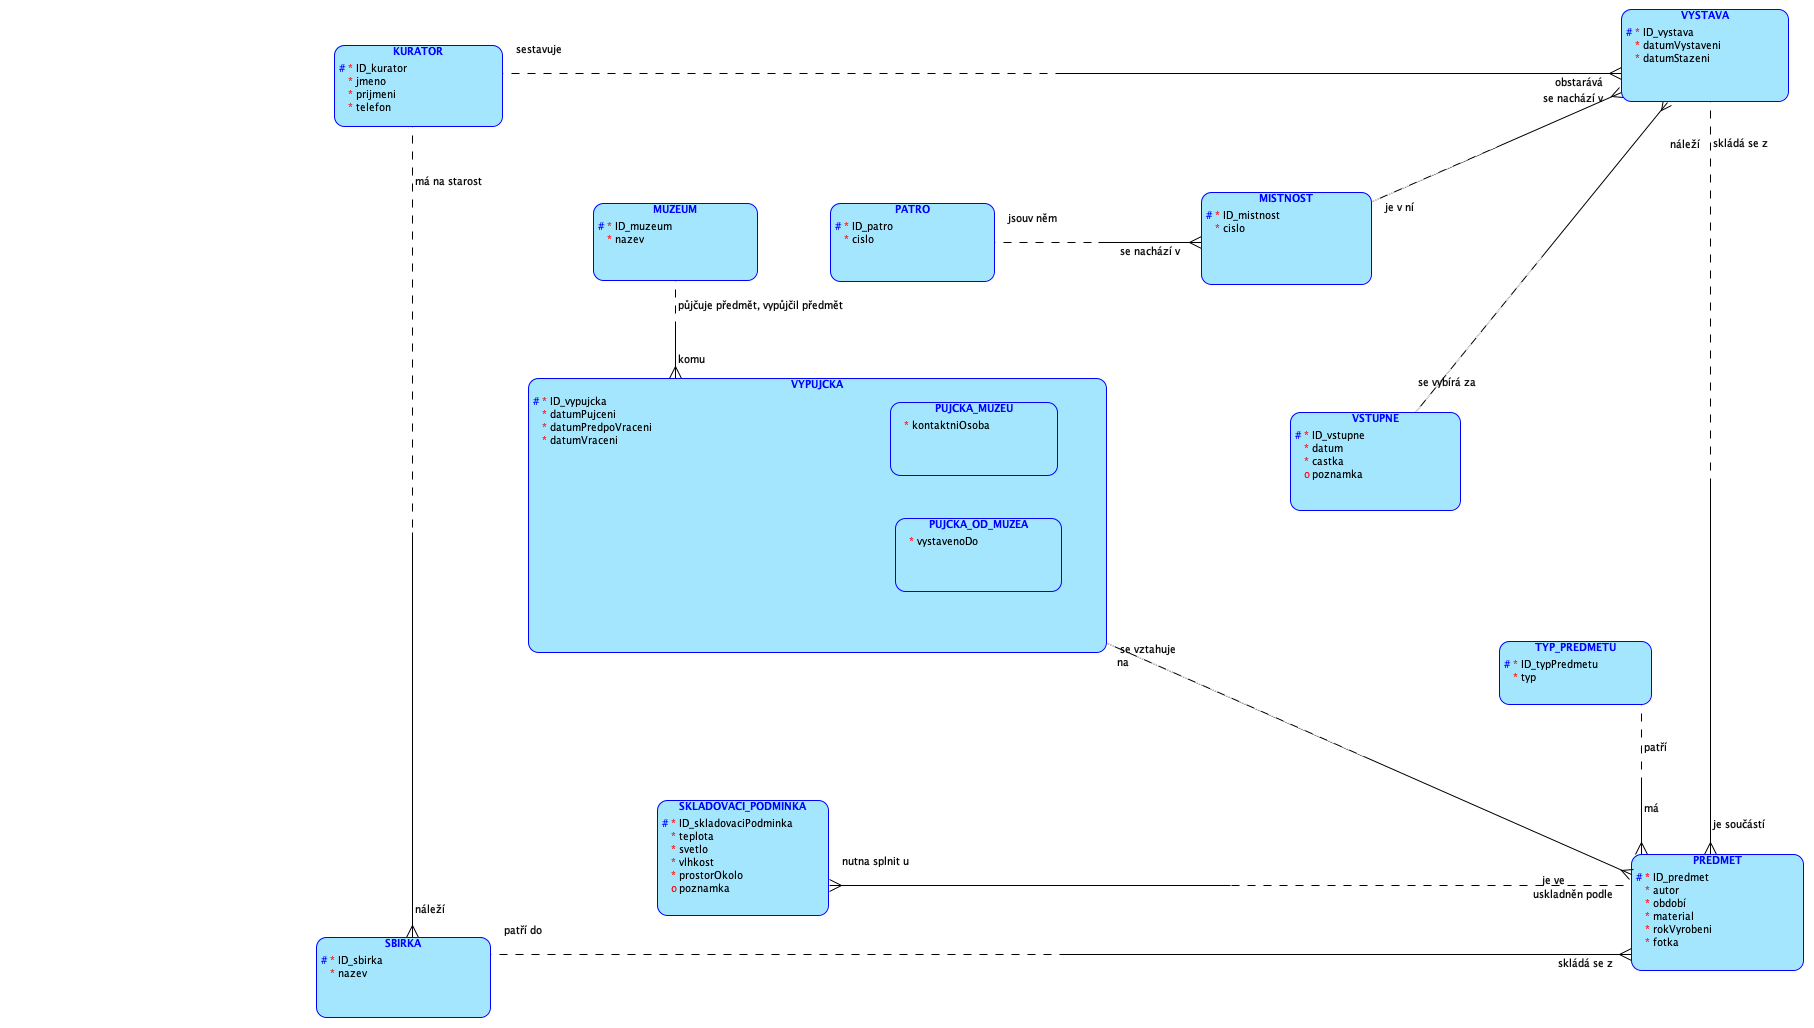 VYSTAVA
# * ID_vystava
* datumVystaveni
* datumStazeni
KURATOR
# * ID_kurator
* jmeno
* prijmeni
* telefon
sestavuje
obstarává
se nachází v
náleží
skládá se z
má na starost
MUZEUM
# * ID_muzeum
* nazev
PATRO
# * ID_patro
* cislo
jsouv něm
se nachází v
MISTNOST
# * ID_mistnost
* cislo
je v ní
půjčuje předmět, vypůjčil předmět
komu
VYPUJCKA
# * ID_vypujcka
* datumPujceni
* datumPredpoVraceni
* datumVraceni
PUJCKA_MUZEU
* kontaktniOsoba
PUJCKA_OD_MUZEA
* vystavenoDo
se vybírá za
VSTUPNE
# * ID_vstupne
* datum
* castka
o poznamka
se vztahuje
na
TYP_PREDMETU
# * ID_typPredmetu
* typ
patří
má
je součástí
SKLADOVACI_PODMINKA
# * ID_skladovaciPodminka
* teplota
* svetlo
* vlhkost
* prostorOkolo
o poznamka
nutna splnit u
je ve
uskladněn podle
PREDMET
# * ID_predmet
* autor
* období
* material
* rokVyrobeni
* fotka
náleží
SBIRKA
# * ID_sbirka
* nazev
patří do
skládá se z